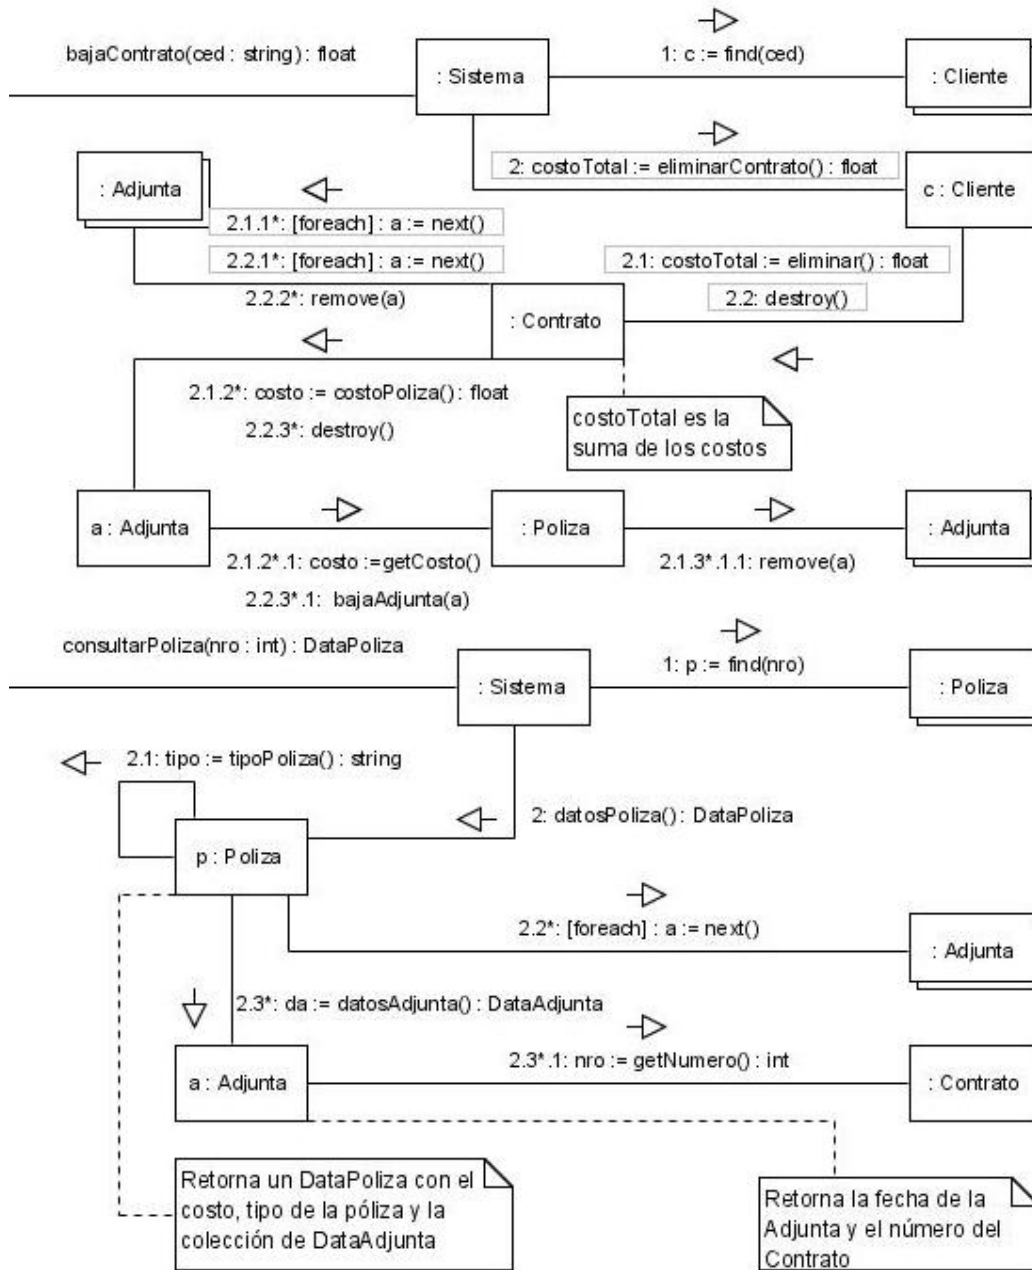 bajaContrato(ced : string) : float
1: c := find(ced)
: Sistema
: Cliente
2: costoTotal := eliminarContrato() : float
: Adjunta
c : Cliente
2.1.1*: [foreach] : a := next()
2.2.1*: [foreach] : a := next()
2.1: costoTotal := eliminar() : float
2.2: destroy()
2.2.2*: remove(a)
: Contrato
2.1.2*: costo := costoPoliza() : float
2.2.3*: destroy()
costoTotal es la
suma de los costos
a : Adjunta
: Poliza
: Adjunta
2.1.2*.1: costo :=getCosto()
2.1.3*.1.1: remove(a)
2.2.3*.1: bajaAdjunta(a)
consultarPoliza(nro : int) : DataPoliza
1: p := find(nro)
: Sistema
: Poliza
2.1: tipo := tipoPoliza() : string
2: datosPoliza() : DataPoliza
p : Poliza
2.2*: [foreach] : a := next()
: Adjunta
2.3*: da := datosAdjunta() : DataAdjunta
2.3*.1: nro := getNumero() : int
a : Adjunta
: Contrato
Retorna un DataPoliza con el
costo, tipo de la póliza y la
colección de DataAdjunta
Retorna la fecha de la
Adjunta y el número del
Contrato